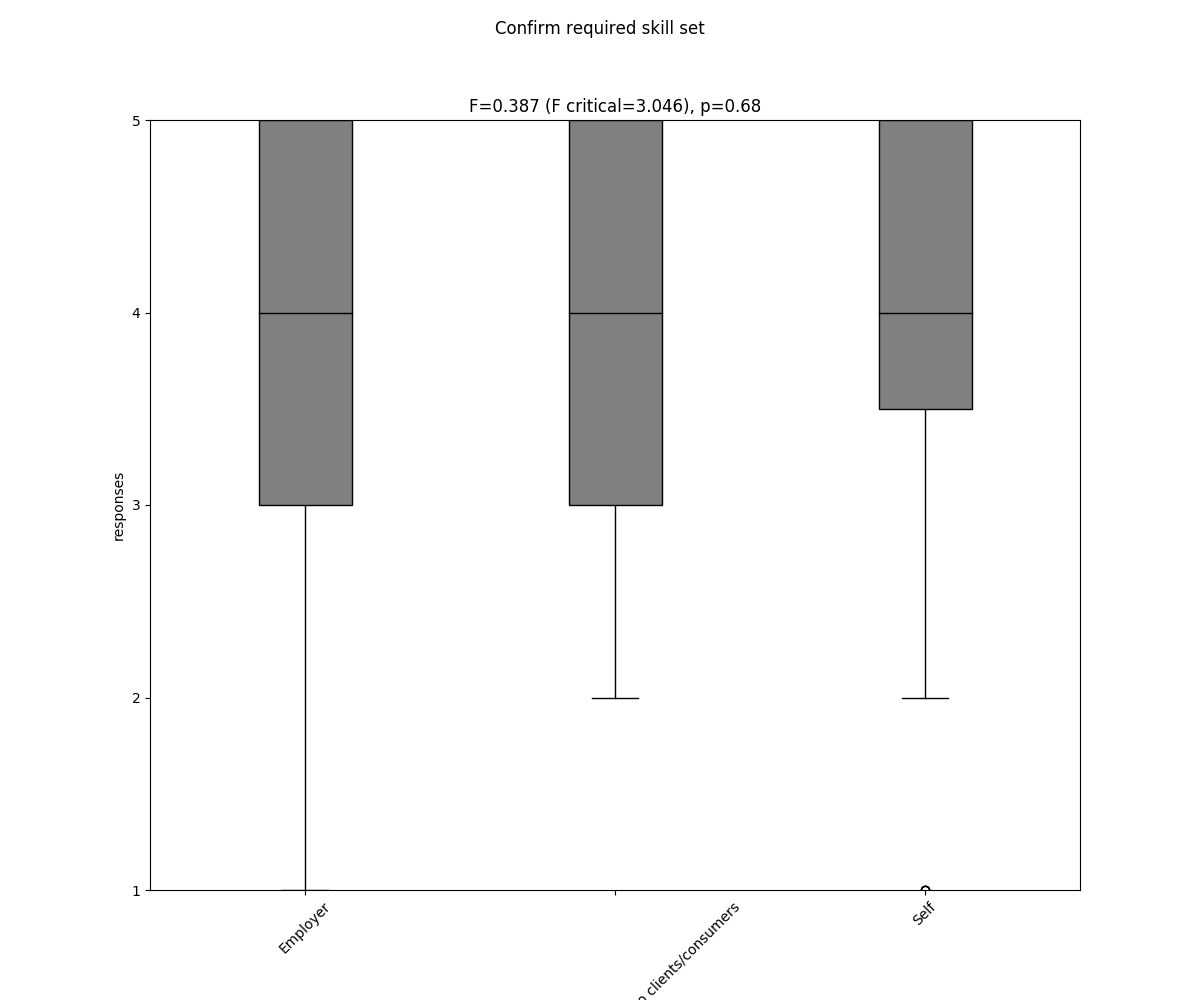 Confirm required skill set
F=0.387 (F critical=3.046), p=0.68
5
4
3
2
1
responses
Employer
clients/consumers
Self